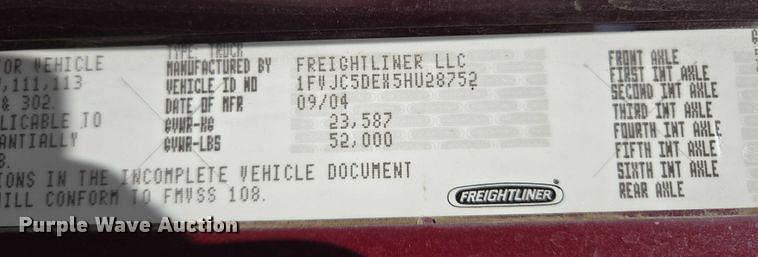 TYPE: TRUCK
OR VEHICLE MANUFACTURED BY FREIGHTLINER LLC
,111,113 VEHICLE ID NO 1FVJC5DEX5HU28752
& 302. DATE OF MFR 09/04
LICABLE TO GVWR-KG 23,587
ANTIALLY GVWR-LBS 52,000
IONS IN THE INCOMPLETE VEHICLE DOCUMENT
WILL CONFORM TO FMVSS 108.
FREIGHTLINER
FRONT AXLE
FIRST INT AXLE
SECOND INT AXLE
THIRD INT AXLE
FOURTH INT AXLE
FIFTH INT AXLE
SIXTH INT AXLE
REAR AXLE
Purple Wave Auction